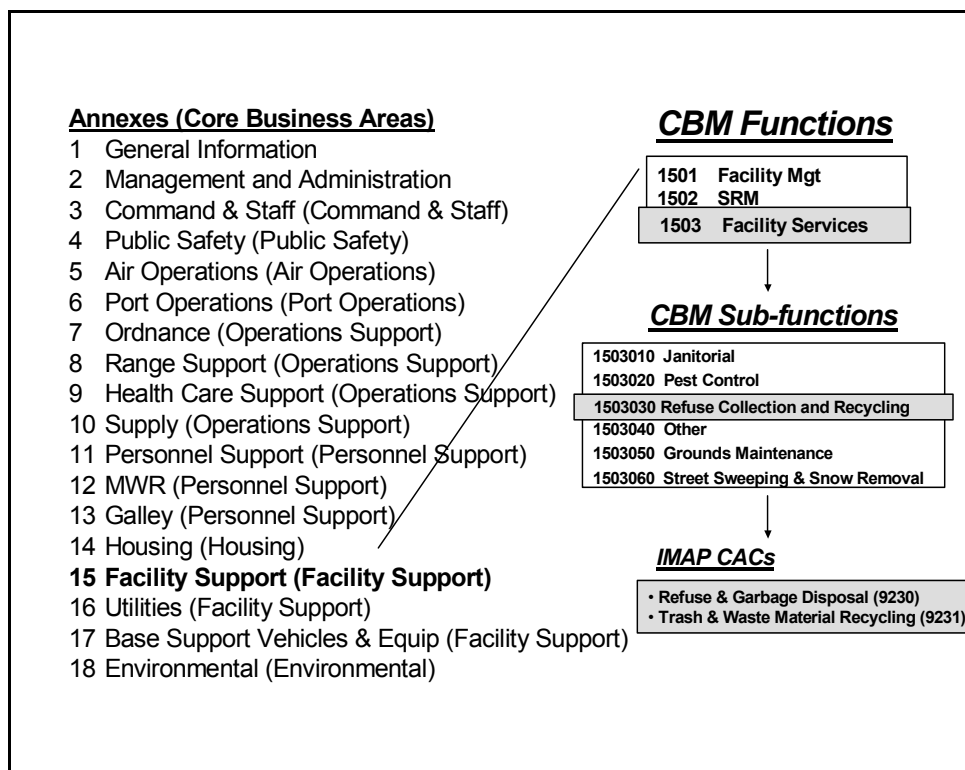 Annexes (Core Business Areas)
1 General Information
2 Management and Administration
3 Command & Staff (Command & Staff)
4 Public Safety (Public Safety)
5 Air Operations (Air Operations)
6 Port Operations (Port Operations)
7 Ordnance (Operations Support)
8 Range Support (Operations Support)
9 Health Care Support (Operations Support)
10 Supply (Operations Support)
11 Personnel Support (Personnel Support)
12 MWR (Personnel Support)
13 Galley (Personnel Support)
14 Housing (Housing)
15 Facility Support (Facility Support)
16 Utilities (Facility Support)
17 Base Support Vehicles & Equip (Facility Support)
18 Environmental (Environmental)
CBM Functions
1501 Facility Mgt
1502 SRM
1503 Facility Services
CBM Sub-functions
1503010 Janitorial
1503020 Pest Control
1503030 Refuse Collection and Recycling
1503040 Other
1503050 Grounds Maintenance
1503060 Street Sweeping & Snow Removal
IMAP CACs
• Refuse & Garbage Disposal (9230)
• Trash & Waste Material Recycling (9231)